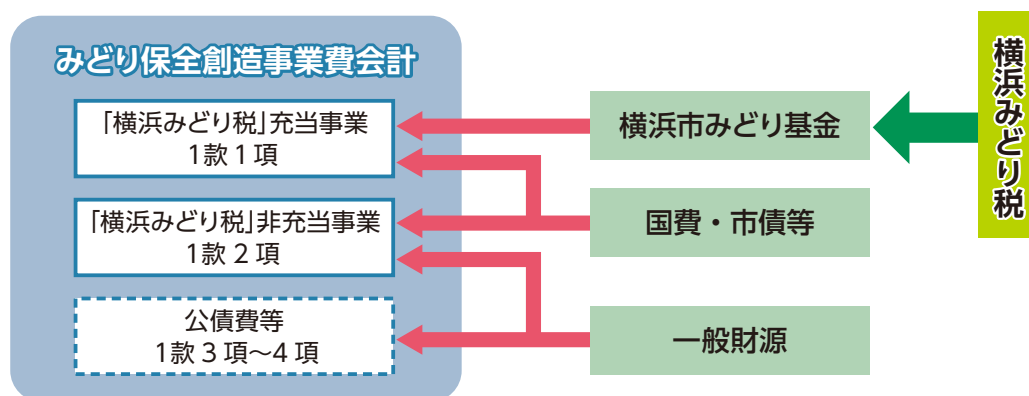 みどり保全創造事業費会計
「横浜みどり税」充当事業
1款1項
「横浜みどり税」非充当事業
1款2項
公債費等
1款3項～4項
横浜市みどり基金
国費・市債等
一般財源
横浜みどり税